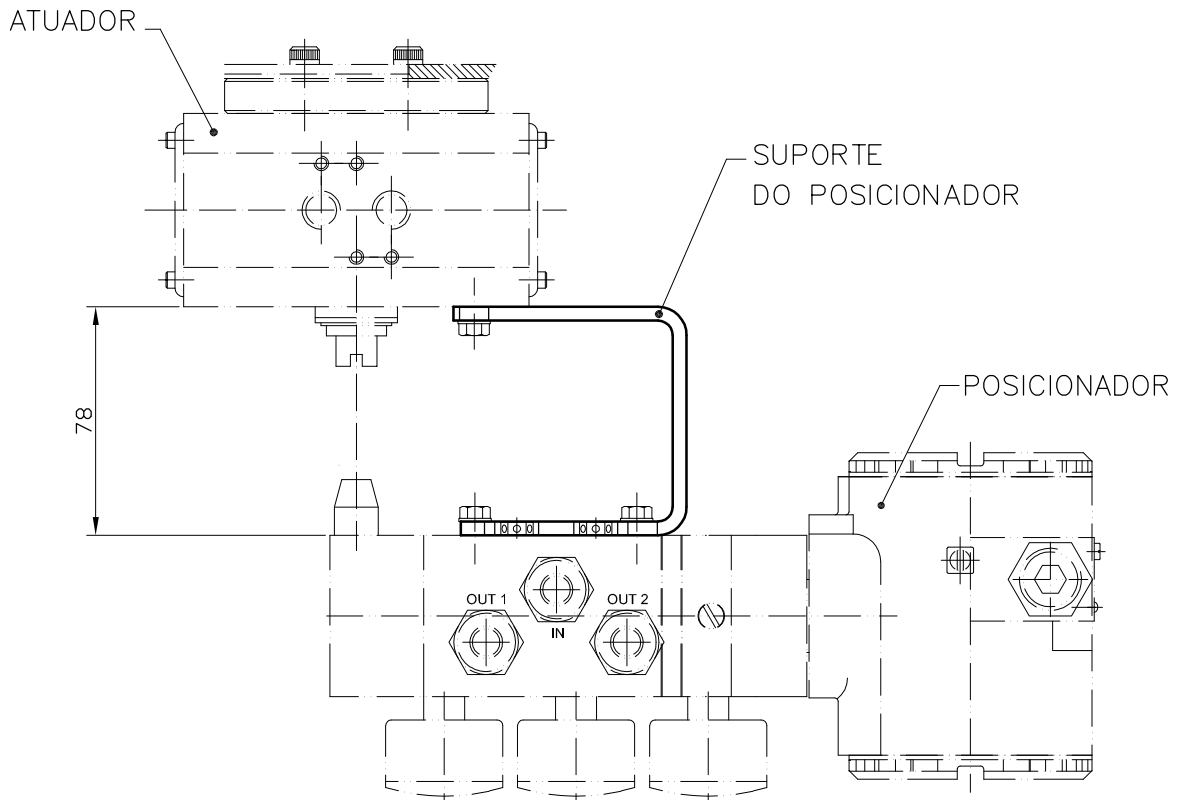 ATUADOR
SUPORTE
DO POSICIONADOR
POSICIONADOR
78
OUT 1
OUT 2
IN